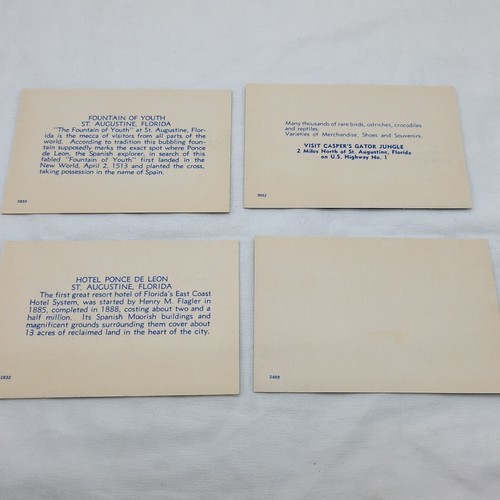 FOUNTAIN OF YOUTH
ST. AUGUSTINE, FLORIDA
"The Fountain of Youth" at St. Augustine, Flor-
ida is the mecca of visitors from all parts of the
world. According to tradition this bubbling foun-
tain supposedly marks the exact spot where Ponce
de Leon, the Spanish explorer, in search of this
fabled "Fountain of Youth" first landed in the
New World, April 2, 1513 and planted the cross,
taking possession in the name of Spain.
Many thousands of rare birds, ostriches, crocodiles
and reptiles.
Varieties of Merchandise, Shoes and Souvenirs.
VISIT CASPER'S GATOR JUNGLE
2 Miles North of St. Augustine, Florida
on U.S. Highway No. 1
HOTEL PONCE DE LEON
ST. AUGUSTINE, FLORIDA
The first great resort hotel of Florida's East Coast
Hotel System, was started by Henry M. Flagler in
1885, completed in 1888, costing about two and a
half million. Its Spanish Moorish buildings and
magnificent grounds surrounding them cover about
13 acres of reclaimed land in the heart of the city.